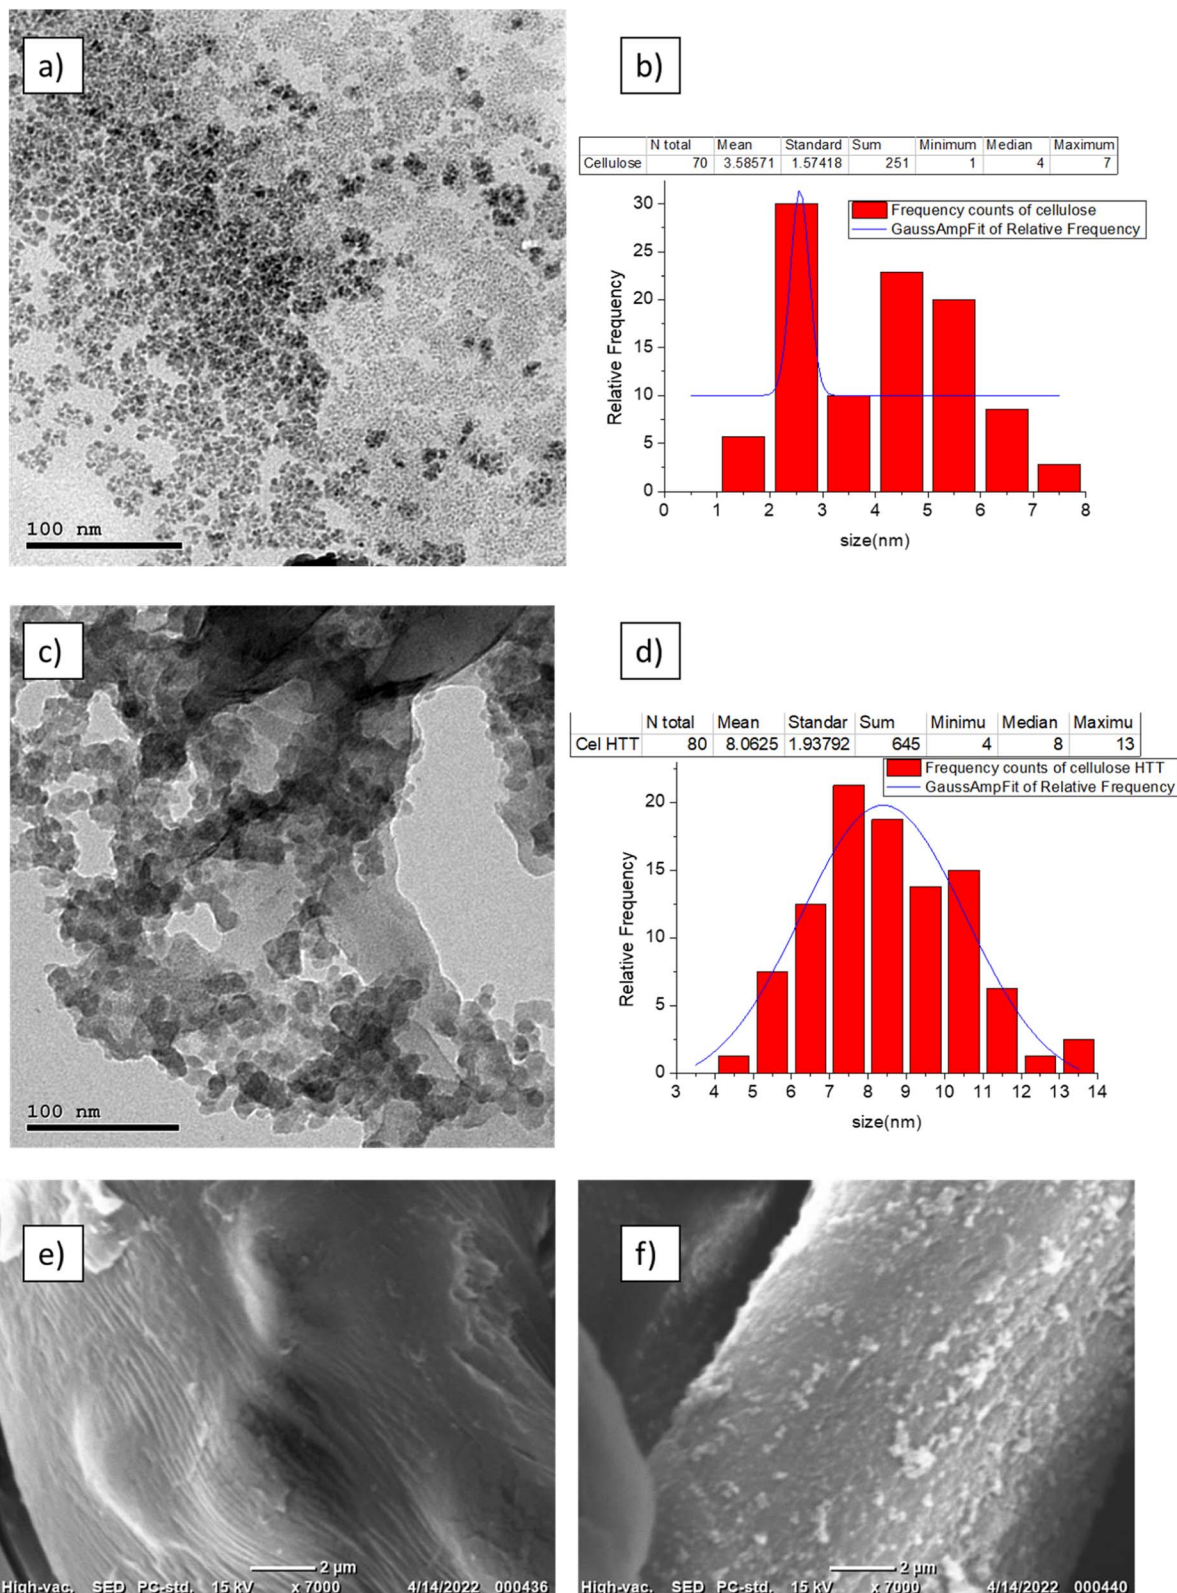 a)
100 nm
b)
N total Mean Standard Sum Minimum Median Maximum
Cellulose 70 3.58571 1.57418 251 1 4 7
Frequency counts of cellulose
GaussAmpFit of Relative Frequency
30
25
20
15
10
5
0
Relative Frequency
0 1 2 3 4 5 6 7 8
size(nm)
c)
100 nm
d)
N total Mean Standar Sum Minimu Median Maximu
Cel HTT 80 8.0625 1.93792 645 4 8 13
Frequency counts of cellulose HTT
GaussAmpFit of Relative Frequency
20
15
10
5
0
Relative Frequency
3 4 5 6 7 8 9 10 11 12 13 14
size(nm)
e)
2 µm
High-vac. SED PC-std. 15 kV x 7000 4/14/2022 000436
f)
2 µm
High-vac. SED PC-std. 15 kV x 7000 4/14/2022 000440